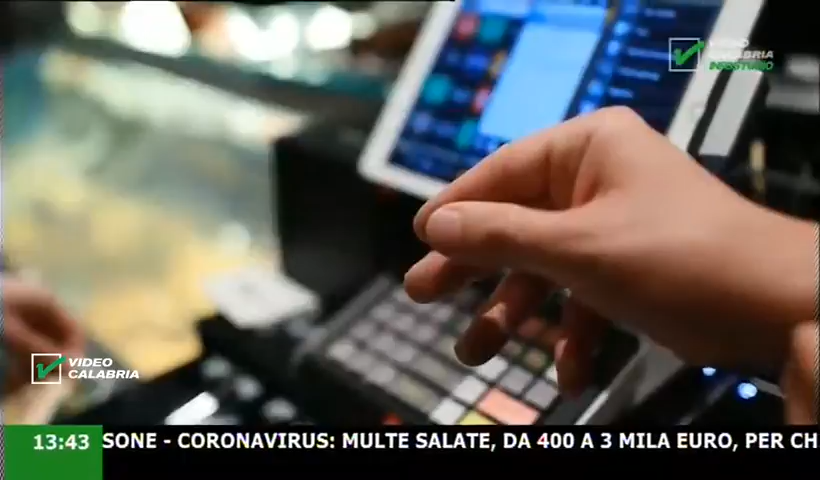 VIDEO
CALABRIA
VIDEO
CALABRIA
13:43
SONE - CORONAVIRUS: MULTE SALATE, DA 400 A 3 MILA EURO, PER CH